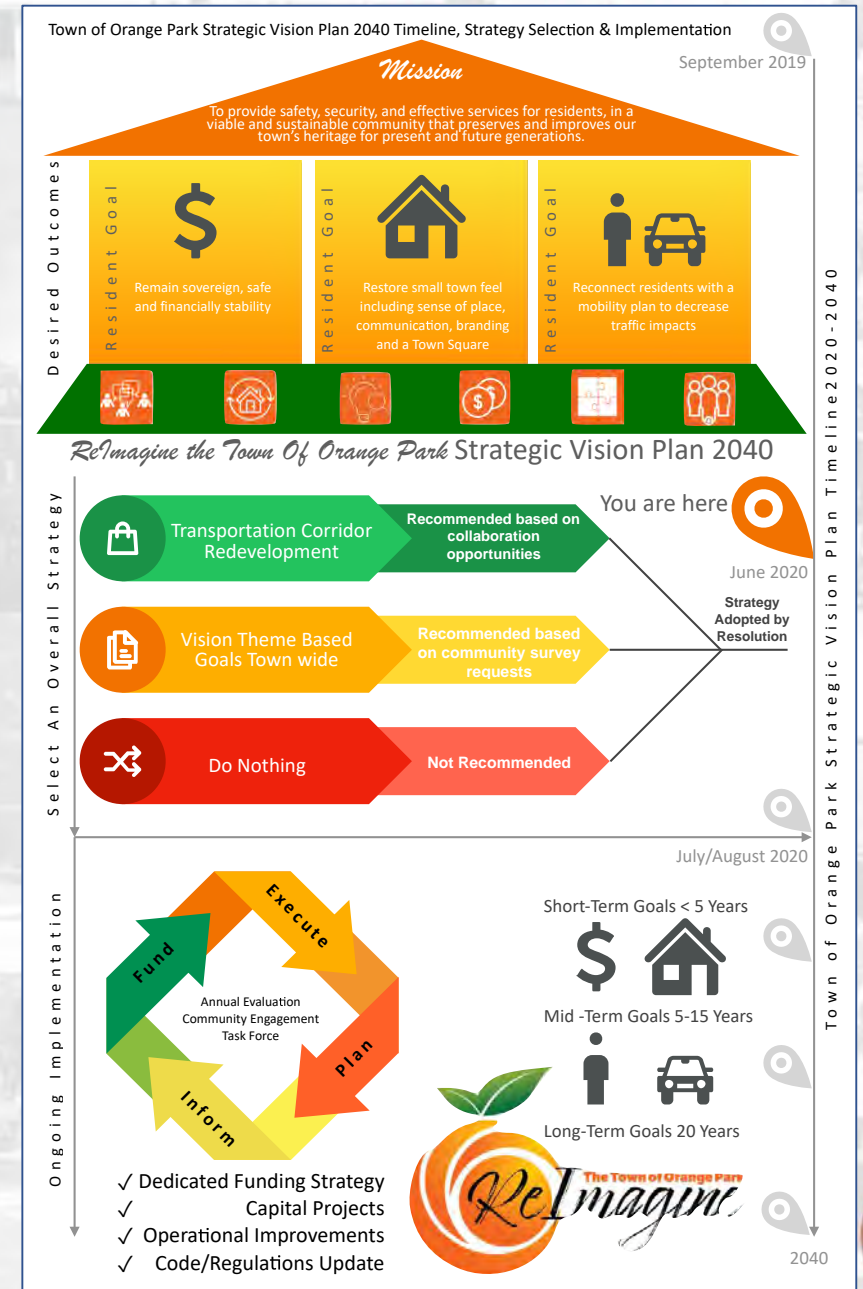 Town of Orange Park Strategic Vision Plan 2040 Timeline, Strategy Selection & Implementation
September 2019
Mission
To provide safety, security, and effective services for residents, in a
viable and sustainable community that preserves and improves our
town's heritage for present and future generations.
Desired Outcomes
Resident Goal
Remain sovereign, safe
and financially stability
Resident Goal
Restore small town feel
including sense of place,
communication, branding
and a Town Square
Resident Goal
Reconnect residents with a
mobility plan to decrease
traffic impacts
ReImagine the Town Of Orange Park Strategic Vision Plan 2040
Town of Orange Park Strategic Vision Plan Timeline2020-2040
Select An Overall Strategy
You are here
June 2020
Transportation Corridor
Redevelopment
Recommended based on
collaboration
opportunities
Vision Theme Based
Goals Town wide
Recommended based
on community survey
requests
Do Nothing
Not Recommended
Strategy
Adopted by
Resolution
July/August 2020
Ongoing Implementation
Fund
Execute
Plan
Inform
Annual Evaluation
Community Engagement
Task Force
✓ Dedicated Funding Strategy
✓ Capital Projects
✓ Operational Improvements
✓ Code/Regulations Update
Short-Term Goals < 5 Years
Mid -Term Goals 5-15 Years
Long-Term Goals 20 Years
The Town of Orange Park
ReImagine
2040